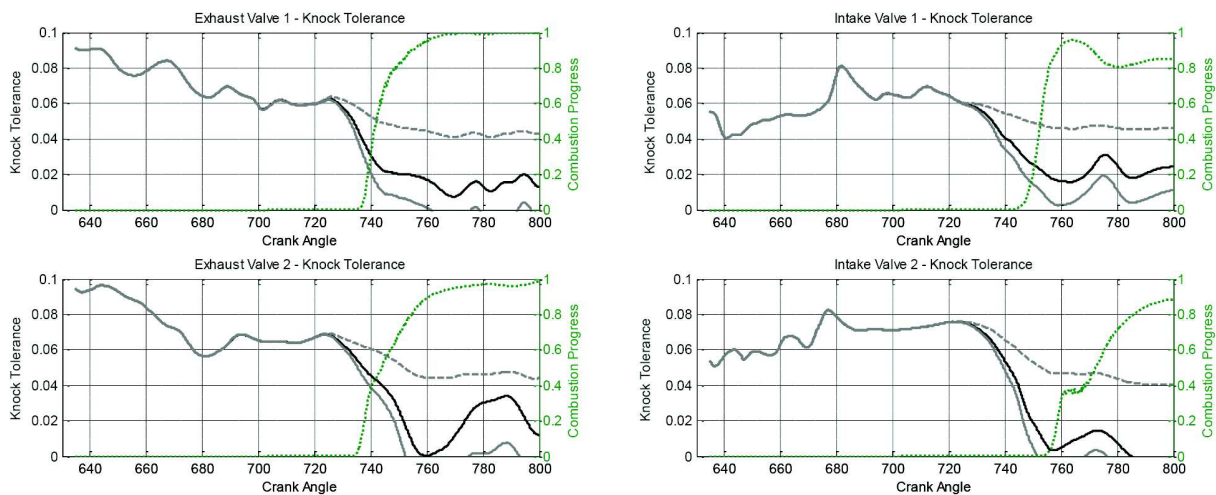 Exhaust Valve 1 - Knock Tolerance
0.1
0.08
0.06
0.04
0.02
0
Knock Tolerance
640 660 680 700 720 740 760 780 800
Crank Angle
1
0.8
0.6
0.4
0.2
0
Combustion Progress
Intake Valve 1 - Knock Tolerance
0.1
0.08
0.06
0.04
0.02
0
Knock Tolerance
640 660 680 700 720 740 760 780 800
Crank Angle
1
0.8
0.6
0.4
0.2
0
Combustion Progress
Exhaust Valve 2 - Knock Tolerance
0.1
0.08
0.06
0.04
0.02
0
Knock Tolerance
640 660 680 700 720 740 760 780 800
Crank Angle
1
0.8
0.6
0.4
0.2
0
Combustion Progress
Intake Valve 2 - Knock Tolerance
0.1
0.08
0.06
0.04
0.02
0
Knock Tolerance
640 660 680 700 720 740 760 780 800
Crank Angle
1
0.8
0.6
0.4
0.2
0
Combustion Progress